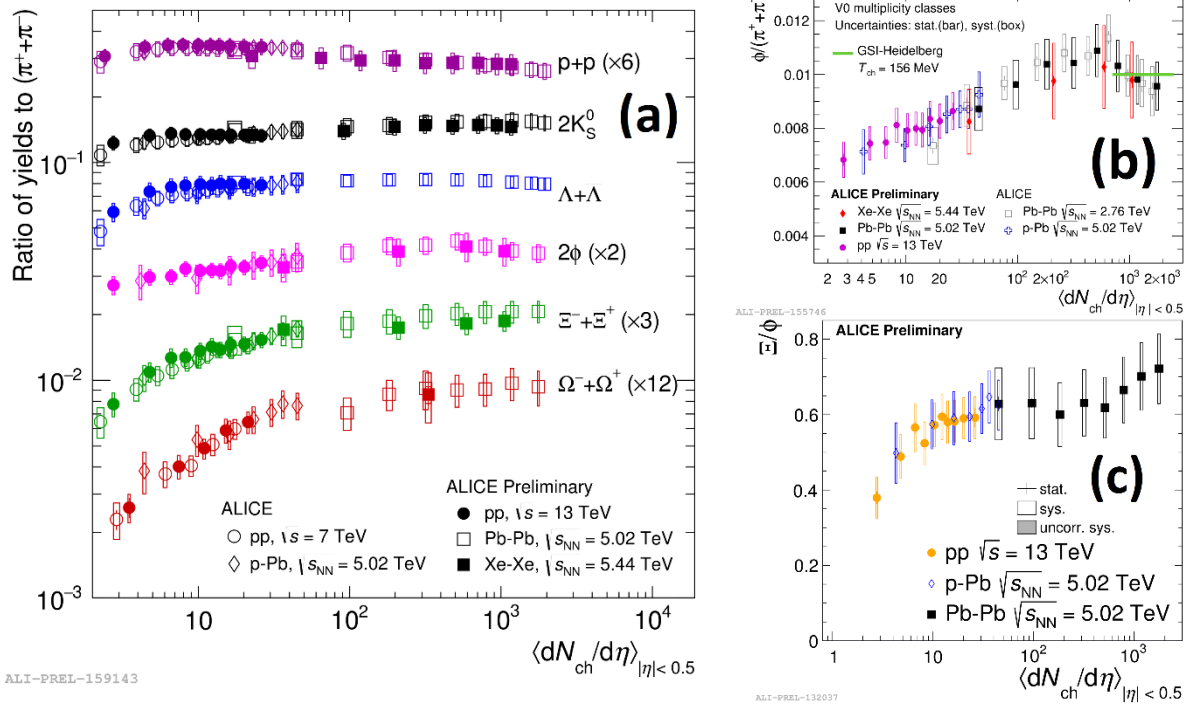 (a)
Ratio of yields to (π⁺+π⁻)
10⁻¹
10⁻²
10⁻³
p+p (×6)
2K⁰S
Λ+Λ
2ϕ (×2)
Ξ⁻+Ξ⁺ (×3)
Ω⁻+Ω⁺ (×12)
ALICE
pp, √s = 7 TeV
p-Pb, √sNN = 5.02 TeV
ALICE Preliminary
pp, √s = 13 TeV
Pb-Pb, √sNN = 5.02 TeV
Xe-Xe, √sNN = 5.44 TeV
10 10² 10³ 10⁴
⟨dNch/dη⟩|η|< 0.5
ALI-PREL-159143
ϕ/(π⁺+π⁻)
0.012
0.010
0.008
0.006
0.004
V0 multiplicity classes
Uncertainties: stat.(bar), syst.(box)
GSI-Heidelberg
Tch = 156 MeV
(b)
ALICE Preliminary
Xe-Xe √sNN = 5.44 TeV
Pb-Pb √sNN = 5.02 TeV
pp √s = 13 TeV
ALICE
Pb-Pb √sNN = 2.76 TeV
p-Pb √sNN = 5.02 TeV
2 3 4 5 10 20 10² 2×10² 10³ 2×10³
⟨dNch/dη⟩|η| < 0.5
ALI-PREL-155746
Ξ/ϕ
0.8
0.6
0.4
0.2
0
ALICE Preliminary
(c)
stat.
sys.
uncorr. sys.
pp √s = 13 TeV
p-Pb √sNN = 5.02 TeV
Pb-Pb √sNN = 5.02 TeV
1 10 10² 10³
⟨dNch/dη⟩|η| < 0.5
ALI-PREL-132037